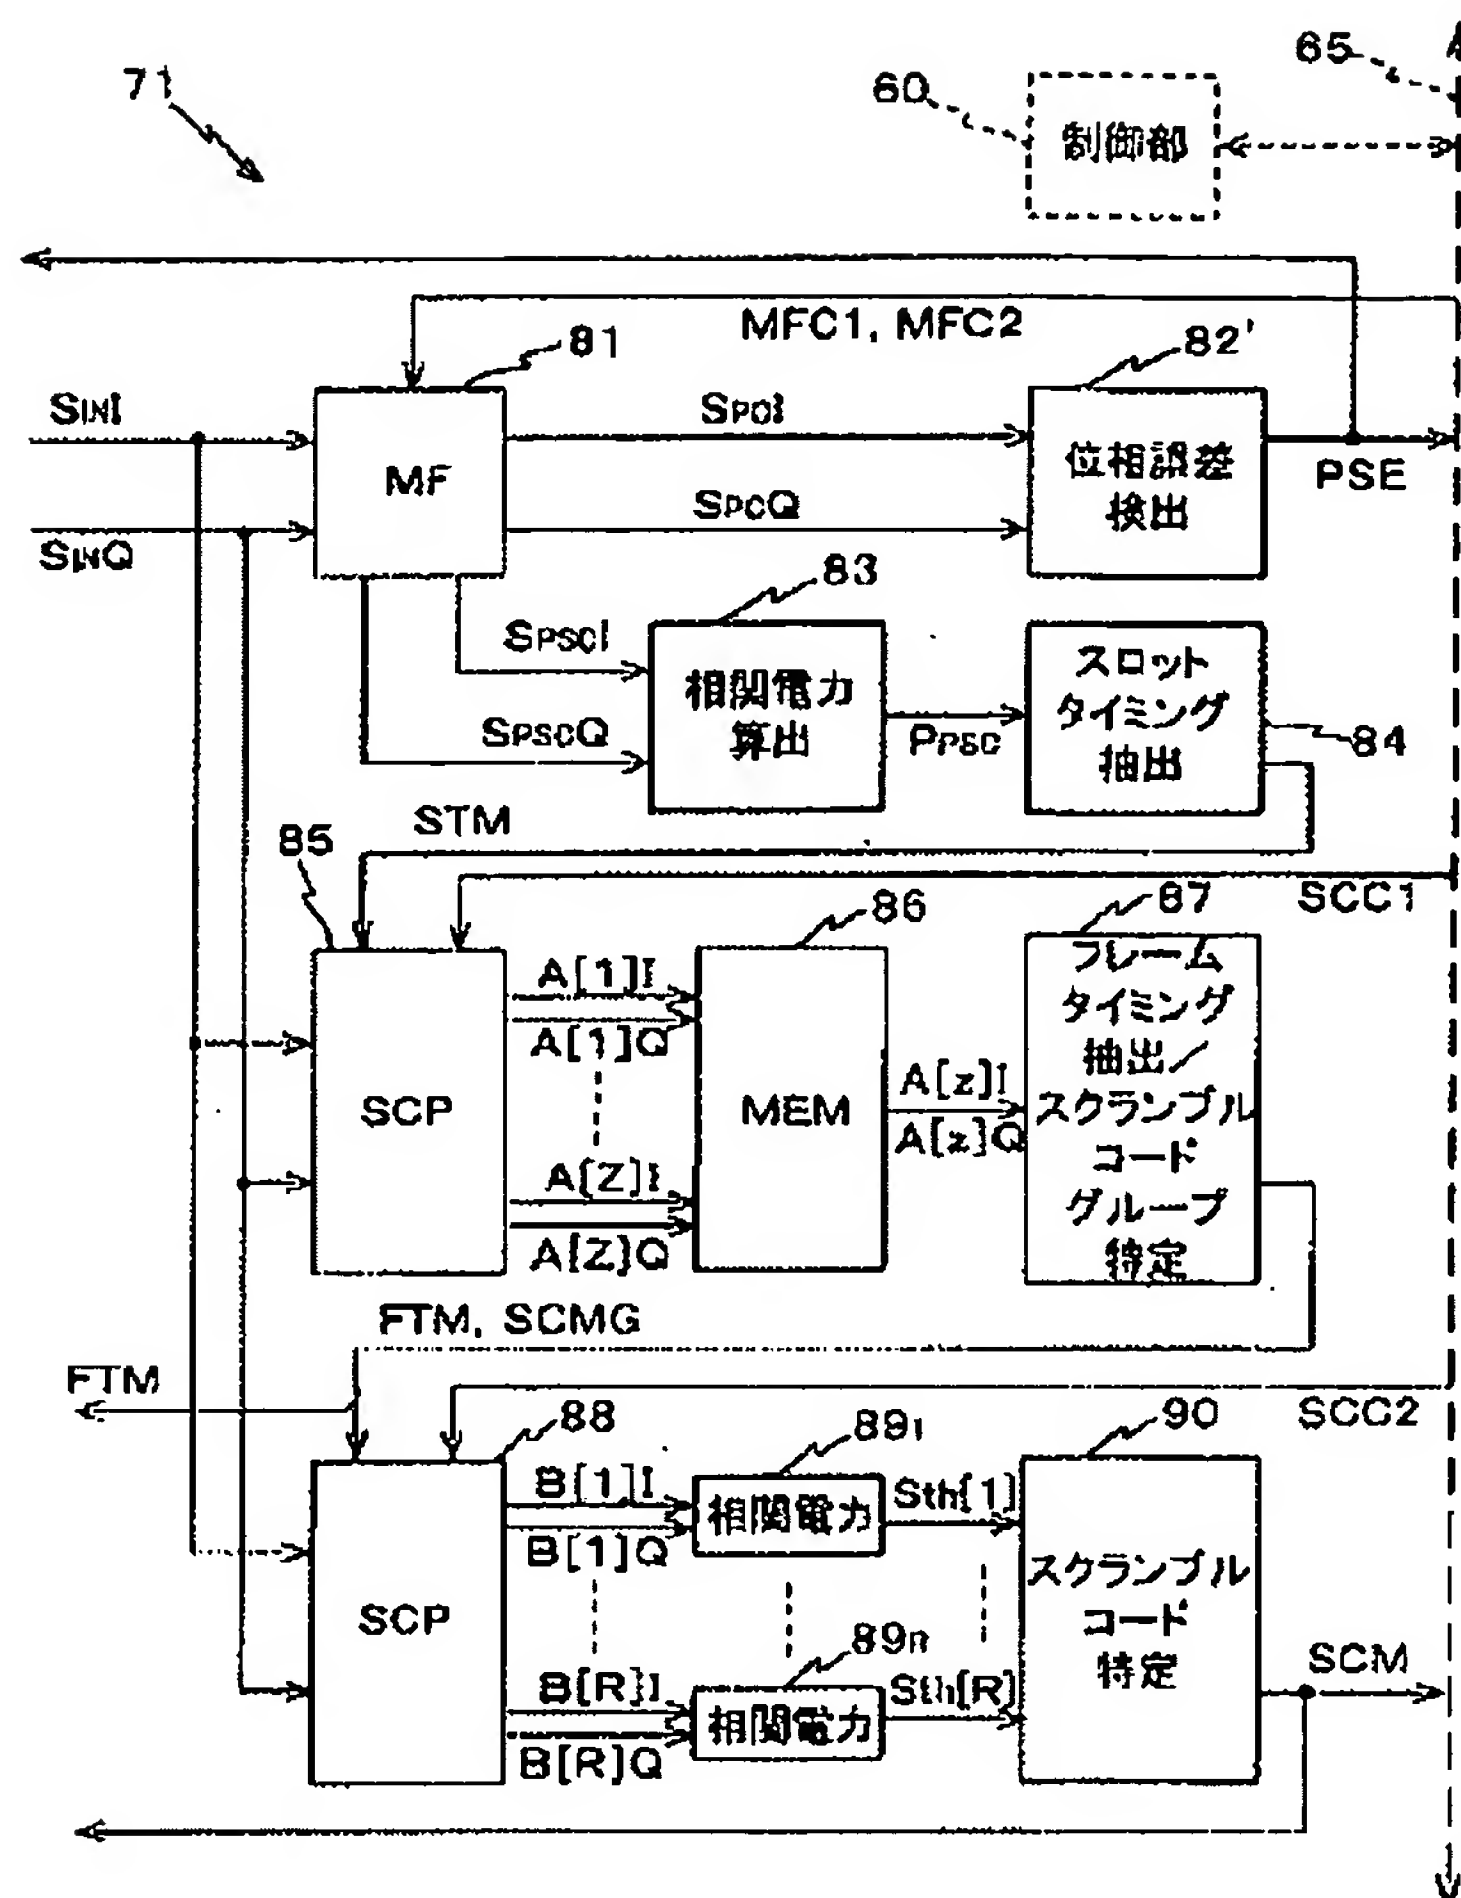 71
60
65
制御部
MFC1, MFC2
81
82'
SINI
SPCI
MF
位相誤差
検出
PSE
SPCQ
SINQ
83
SPSCI
相関電力
算出
SPSCQ
PPSC
スロット
タイミング
抽出
84
STM
85
SCC1
86
87
A[1]I
A[1]Q
SCP
MEM
A[z]I
A[z]Q
フレーム
タイミング
抽出／
スクランブル
コード
グループ
特定
A[Z]I
A[Z]Q
FTM, SCMG
FTM
SCC2
88
891
90
B[1]I
B[1]Q
相関電力
Sth[1]
SCP
スクランブル
コード
特定
89R
B[R]I
B[R]Q
相関電力
Sth[R]
SCM